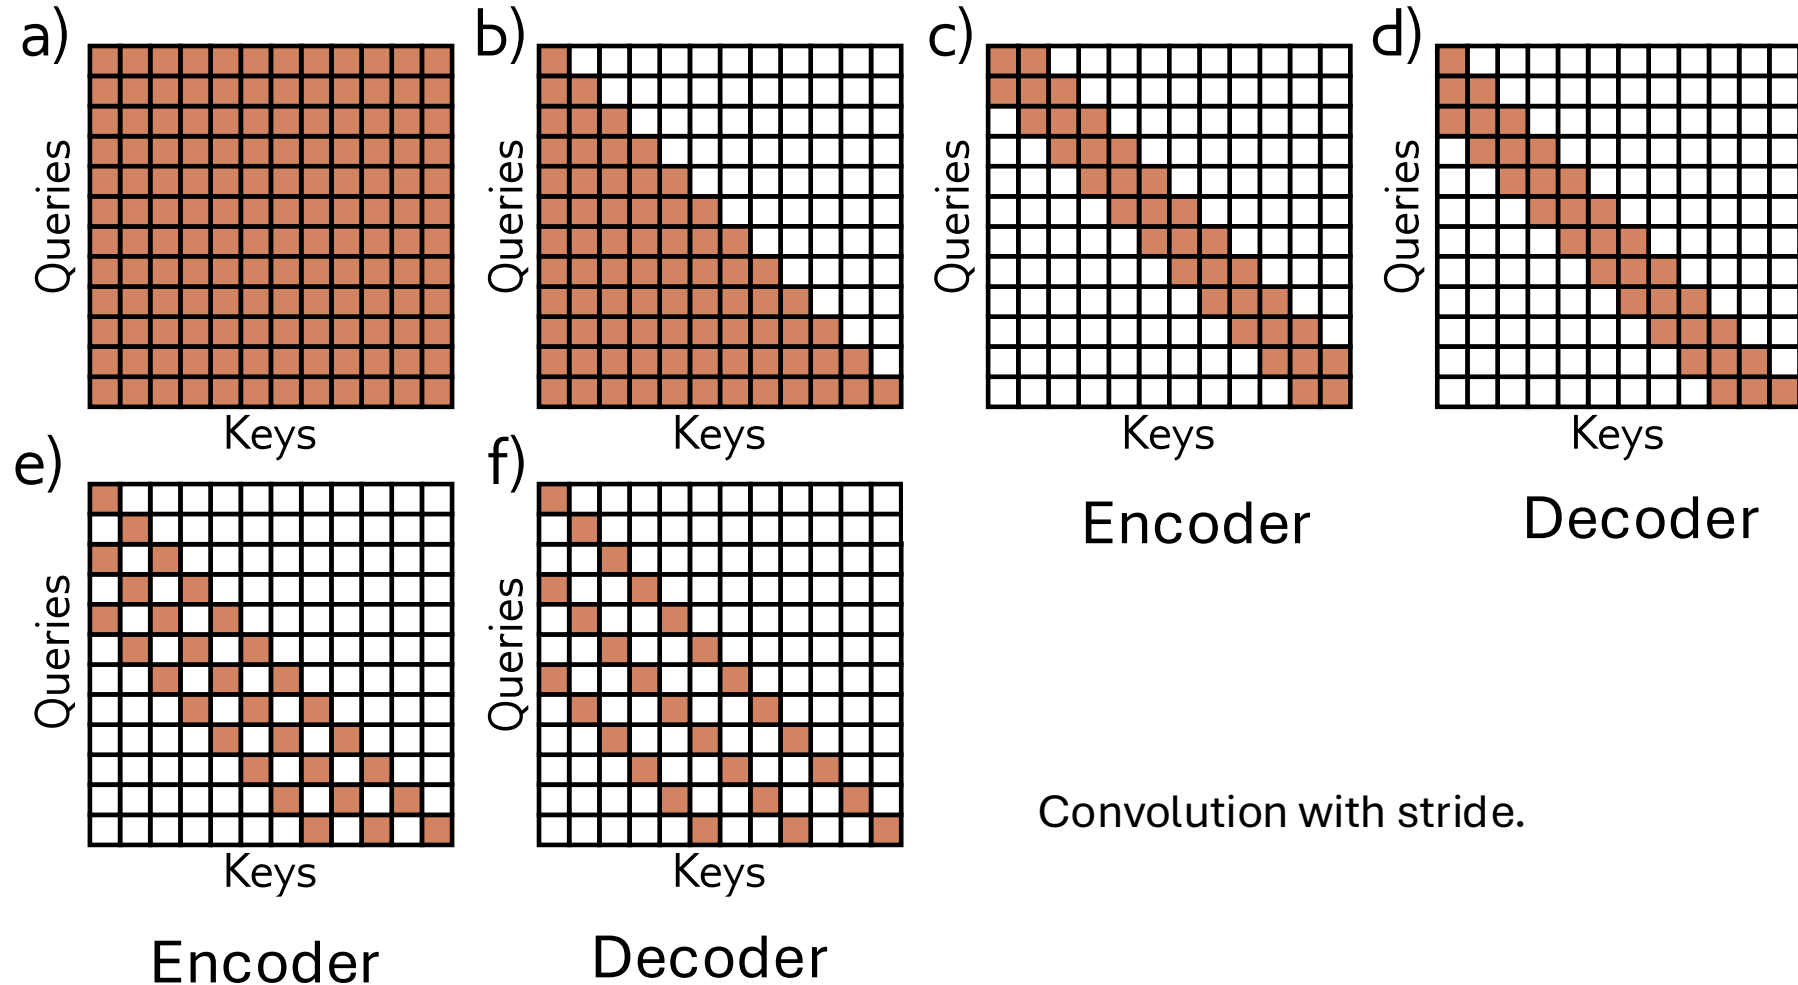 a)
b)
c)
d)
Queries
Queries
Queries
Queries
Keys
Keys
Keys
Keys
Encoder
Decoder
e)
f)
Queries
Queries
Keys
Keys
Convolution with stride.
Encoder
Decoder